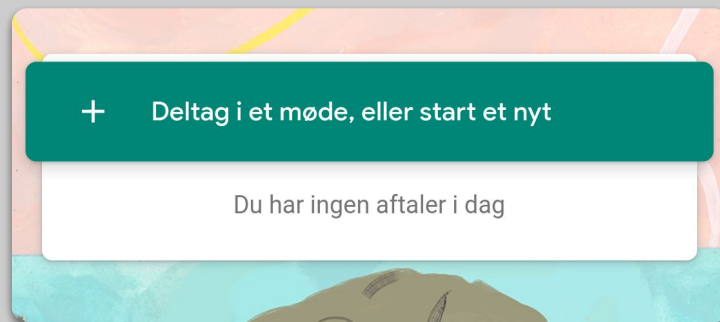 + Deltag i et møde, eller start et nyt
Du har ingen aftaler i dag